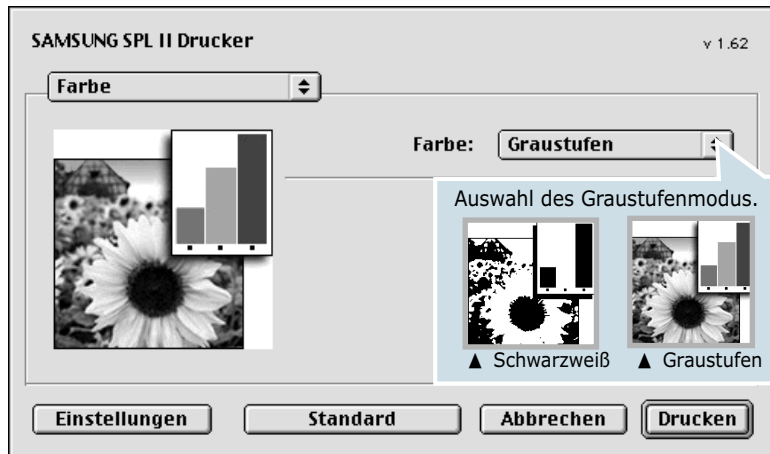 SAMSUNG SPL II Drucker
v 1.62
Farbe
Farbe: Graustufen
Auswahl des Graustufenmodus.
▲ Schwarzweiß ▲ Graustufen
Einstellungen Standard Abbrechen Drucken